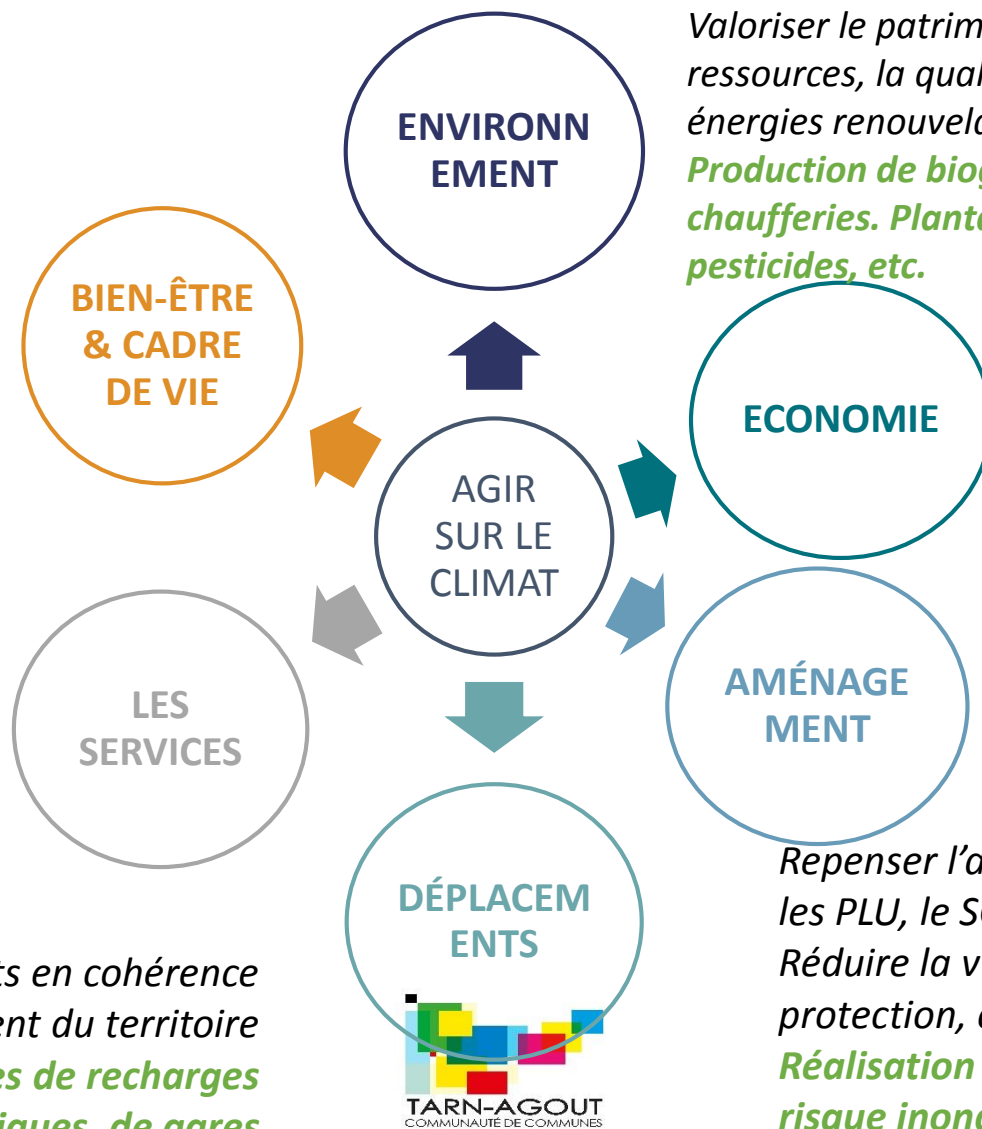 Valoriser le patrim
ressources, la qual
énergies renouvela
Production de biog
chaufferies. Planta
pesticides, etc.
ENVIRONN
EMENT
BIEN-ÊTRE
& CADRE
DE VIE
ECONOMIE
AGIR
SUR LE
CLIMAT
LES
SERVICES
AMÉNAGE
MENT
DÉPLACEM
ENTS
Repenser l'a
les PLU, le
Réduire la v
protection,
Réalisation
risque inon
ts en cohérence
ent du territoire
es de recharges
iques, de gares
TARN-AGOUT
COMMUNAUTÉ DE COMMUNES